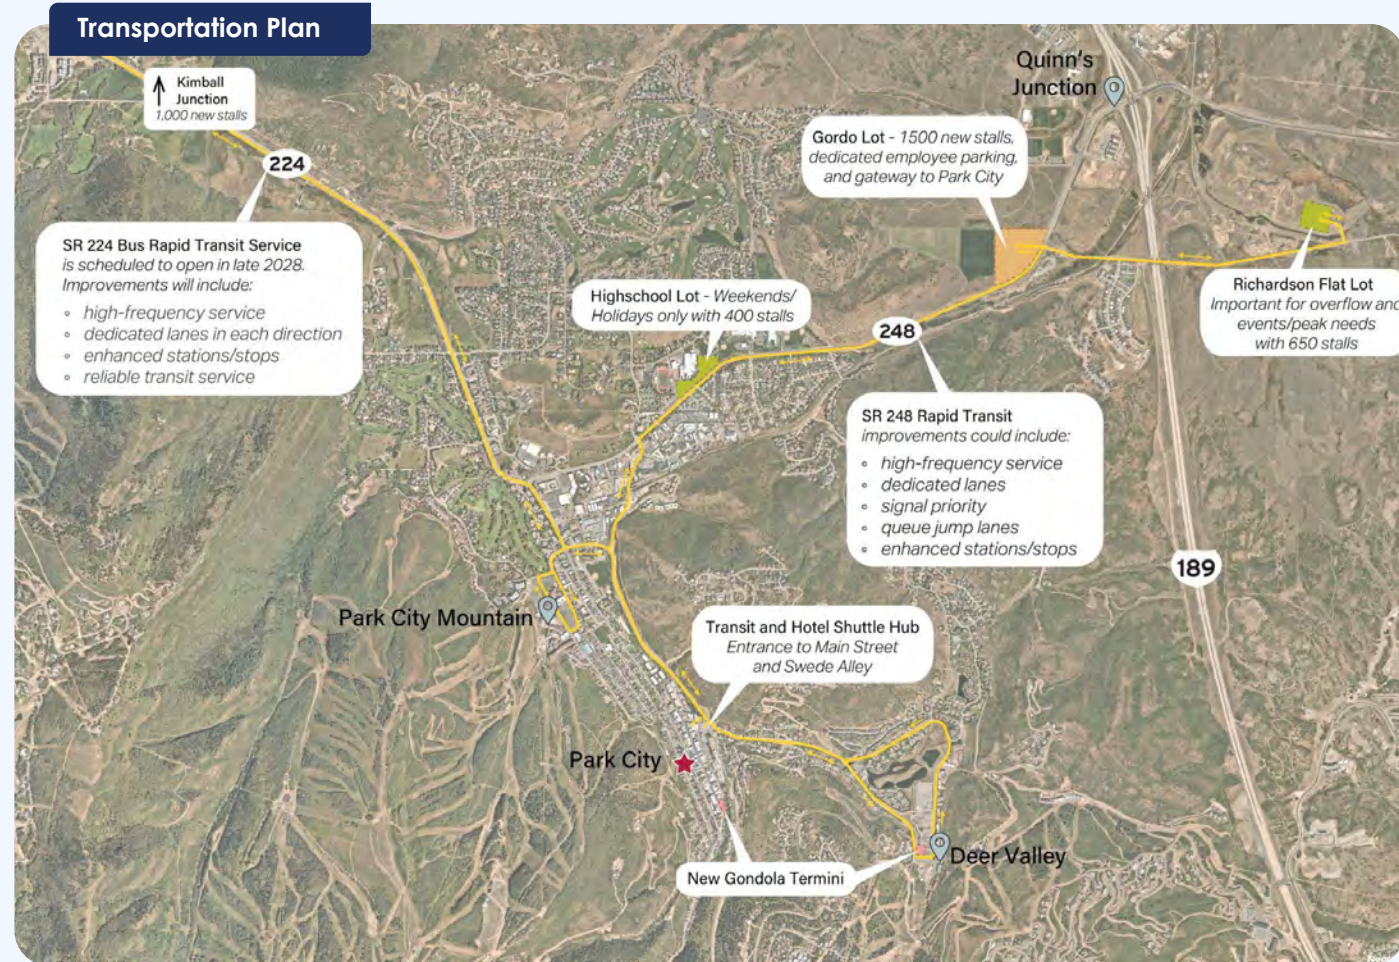 Transportation Plan
Kimball
Junction
1,000 new stalls
224
SR 224 Bus Rapid Transit Service
is scheduled to open in late 2028.
Improvements will include:
◦ high-frequency service
◦ dedicated lanes in each direction
◦ enhanced stations/stops
◦ reliable transit service
Quinn's
Junction
Gordo Lot - 1500 new stalls,
dedicated employee parking,
and gateway to Park City
Highschool Lot - Weekends/
Holidays only with 400 stalls
248
Richardson Flat Lot
Important for overflow and
events/peak needs
with 650 stalls
SR 248 Rapid Transit
improvements could include:
◦ high-frequency service
◦ dedicated lanes
◦ signal priority
◦ queue jump lanes
◦ enhanced stations/stops
189
Park City Mountain
Transit and Hotel Shuttle Hub
Entrance to Main Street
and Swede Alley
Park City
New Gondola Termini
Deer Valley